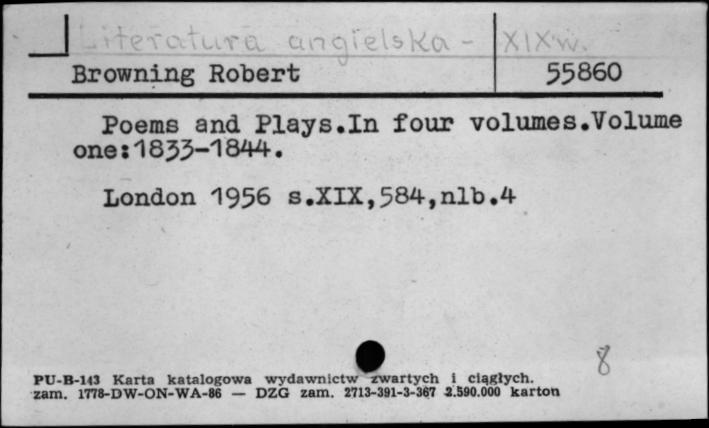 Literatura angielska - XIX w.
Browning Robert 55860
Poems and Plays.In four volumes.Volume
one:1833-1844.
London 1956 s.XIX,584,nlb.4
8
PU-B-143 Karta katalogowa wydawnictw zwartych i ciągłych.
zam. 1778-DW-ON-WA-86 — DZG zam. 2713-391-3-367 2.590.000 karton